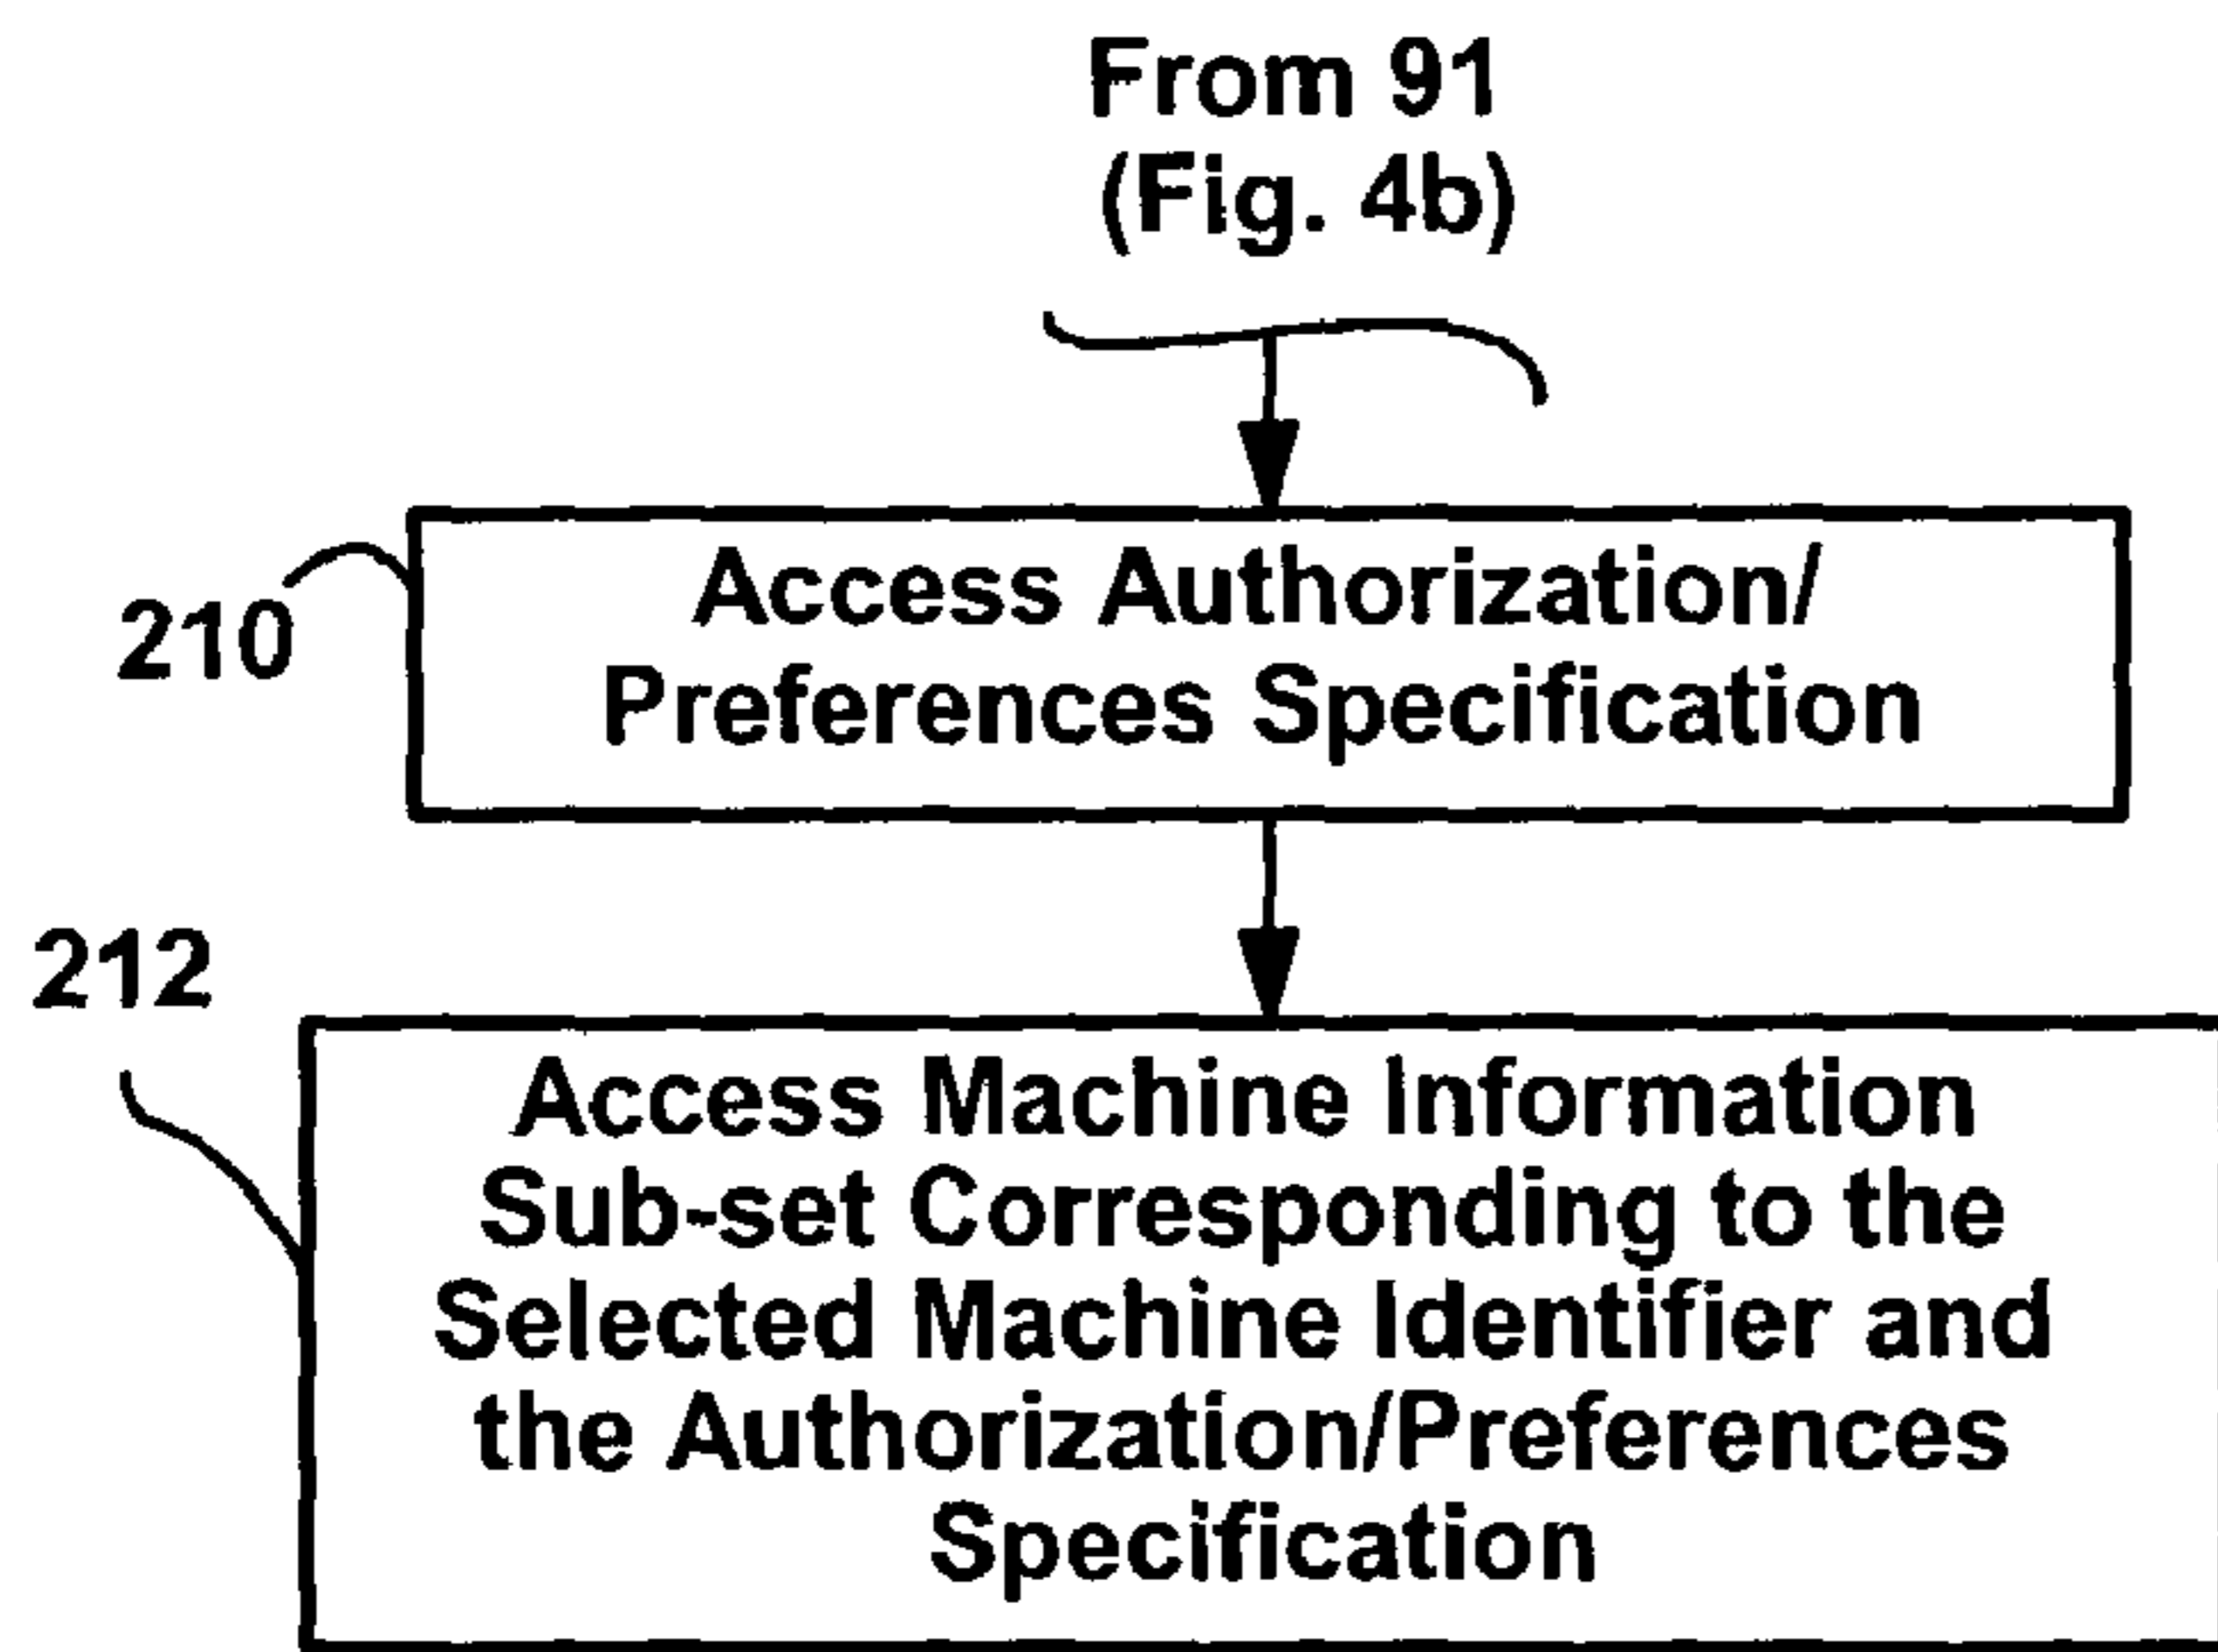 From 91
(Fig. 4b)
210
Access Authorization/
Preferences Specification
212
Access Machine Information
Sub-set Corresponding to the
Selected Machine Identifier and
the Authorization/Preferences
Specification